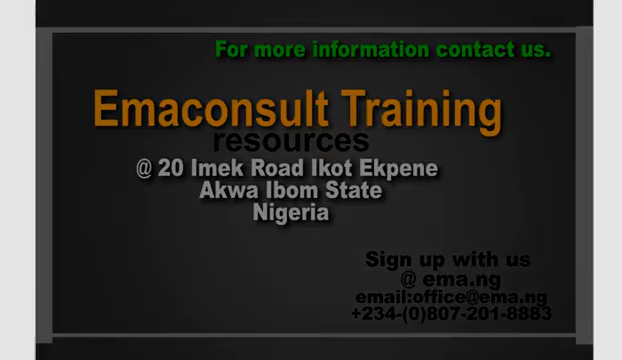 For more information contact us.
Emaconsult Training
resources
@ 20 Imek Road Ikot Ekpene
Akwa Ibom State
Nigeria
Sign up with us
@ ema.ng
email:office@ema.ng
+234-(0)807-201-8883